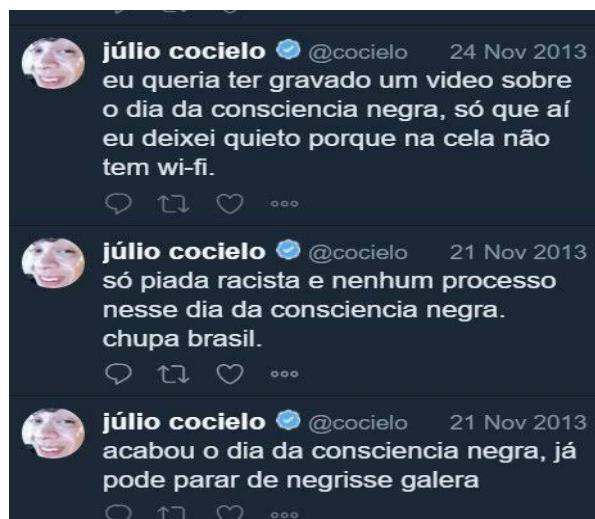 júlio cocielo @cocielo 24 Nov 2013
eu queria ter gravado um video sobre
o dia da consciencia negra, só que aí
eu deixei quieto porque na cela não
tem wi-fi.
júlio cocielo @cocielo 21 Nov 2013
só piada racista e nenhum processo
nesse dia da consciencia negra.
chupa brasil.
júlio cocielo @cocielo 21 Nov 2013
acabou o dia da consciencia negra, já
pode parar de negrisse galera